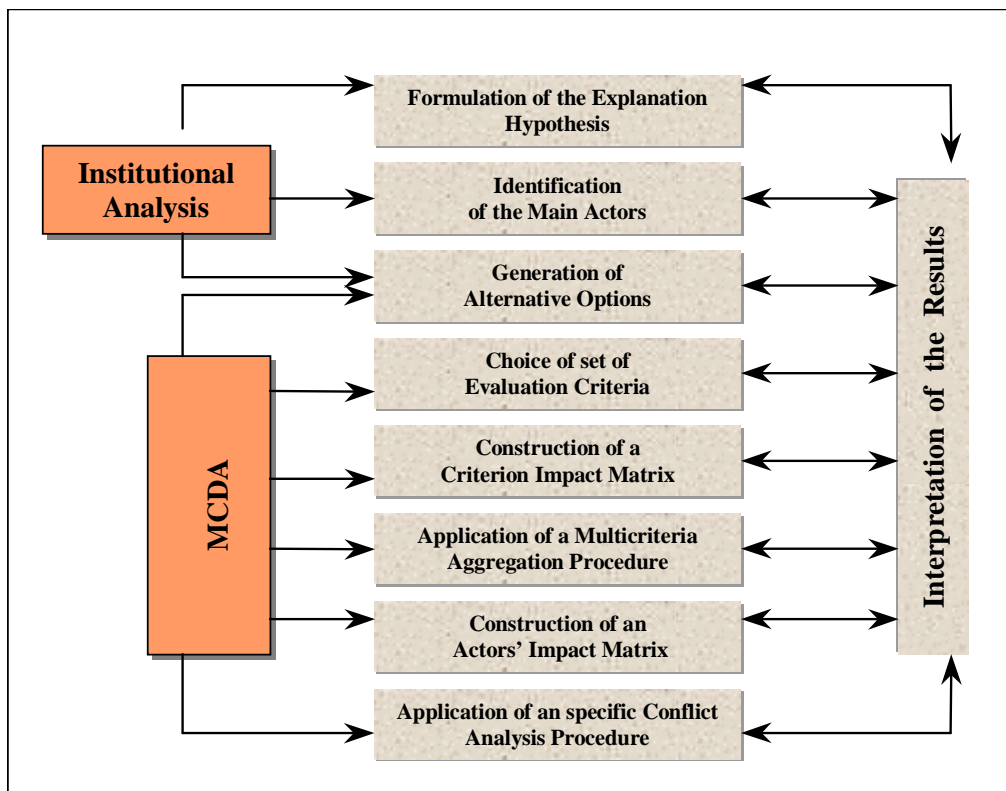 Formulation of the Explanation
Hypothesis
Institutional
Analysis
Identification
of the Main Actors
Generation of
Alternative Options
Choice of set of
Evaluation Criteria
MCDA
Construction of a
Criterion Impact Matrix
Application of a Multicriteria
Aggregation Procedure
Construction of an
Actors’ Impact Matrix
Application of an specific Conflict
Analysis Procedure
Interpretation of the Results